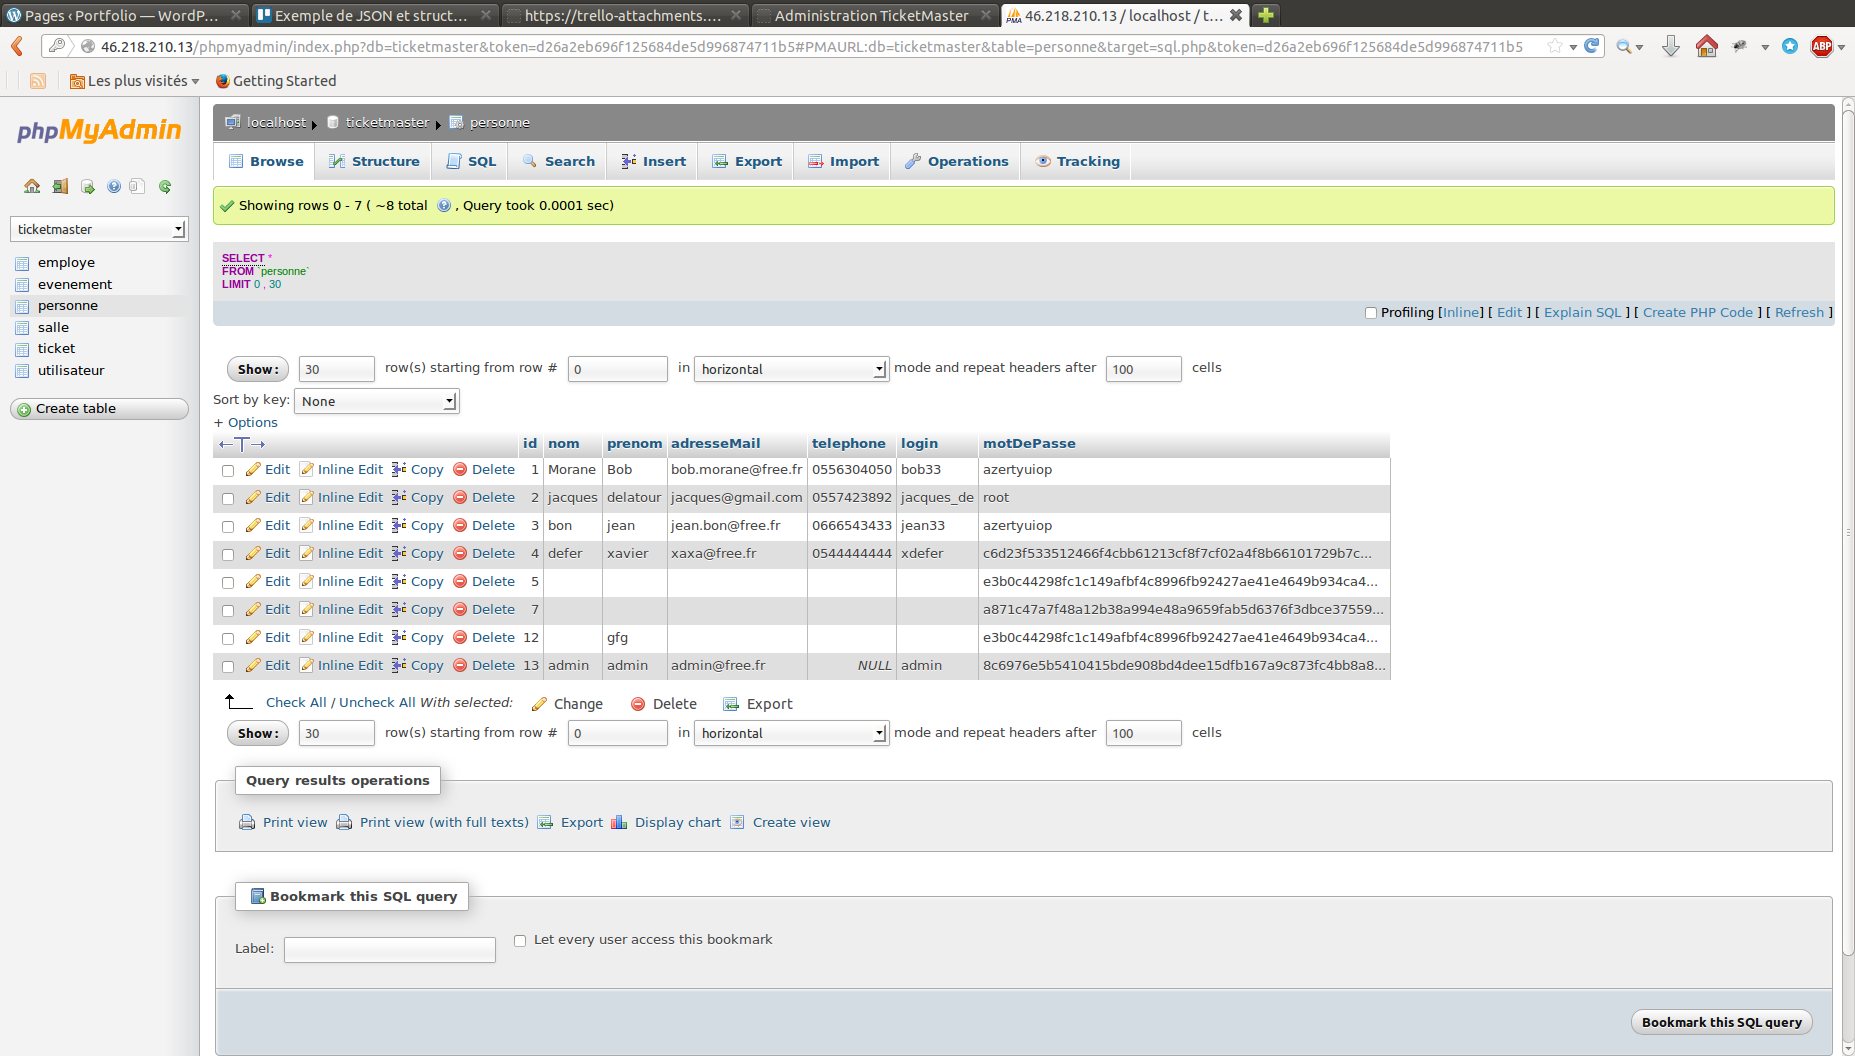 Pages ‹ Portfolio — WordP... Exemple de JSON et struct... https://trello-attachments.... Administration TicketMaster 46.218.210.13 / localhost / t...
46.218.210.13/phpmyadmin/index.php?db=ticketmaster&token=d26a2eb696f125684de5d996874711b5#PMAURL:db=ticketmaster&table=personne&target=sql.php&token=d26a2eb696f125684de5d996874711b5
ABP
Les plus visités Getting Started
phpMyAdmin
ticketmaster
employe
evenement
personne
salle
ticket
utilisateur
Create table
localhost ticketmaster personne
Browse Structure SQL Search Insert Export Import Operations Tracking
Showing rows 0 - 7 ( ~8 total , Query took 0.0001 sec)
SELECT *
FROM `personne`
LIMIT 0 , 30
Profiling [Inline] [ Edit ] [ Explain SQL ] [ Create PHP Code ] [ Refresh ]
Show : 30 row(s) starting from row # 0 in horizontal mode and repeat headers after 100 cells
Sort by key: None
+ Options
←T→ id nom prenom adresseMail telephone login motDePasse
Edit Inline Edit Copy Delete 1 Morane Bob bob.morane@free.fr 0556304050 bob33 azertyuiop
Edit Inline Edit Copy Delete 2 jacques delatour jacques@gmail.com 0557423892 jacques_de root
Edit Inline Edit Copy Delete 3 bon jean jean.bon@free.fr 0666543433 jean33 azertyuiop
Edit Inline Edit Copy Delete 4 defer xavier xaxa@free.fr 0544444444 xdefer c6d23f533512466f4cbb61213cf8f7cf02a4f8b66101729b7c...
Edit Inline Edit Copy Delete 5 e3b0c44298fc1c149afbf4c8996fb92427ae41e4649b934ca4...
Edit Inline Edit Copy Delete 7 a871c47a7f48a12b38a994e48a9659fab5d6376f3dbce37559...
Edit Inline Edit Copy Delete 12 gfg e3b0c44298fc1c149afbf4c8996fb92427ae41e4649b934ca4...
Edit Inline Edit Copy Delete 13 admin admin admin@free.fr NULL admin 8c6976e5b5410415bde908bd4dee15dfb167a9c873fc4bb8a8...
Check All / Uncheck All With selected: Change Delete Export
Show : 30 row(s) starting from row # 0 in horizontal mode and repeat headers after 100 cells
Query results operations
Print view Print view (with full texts) Export Display chart Create view
Bookmark this SQL query
Label: Let every user access this bookmark
Bookmark this SQL query